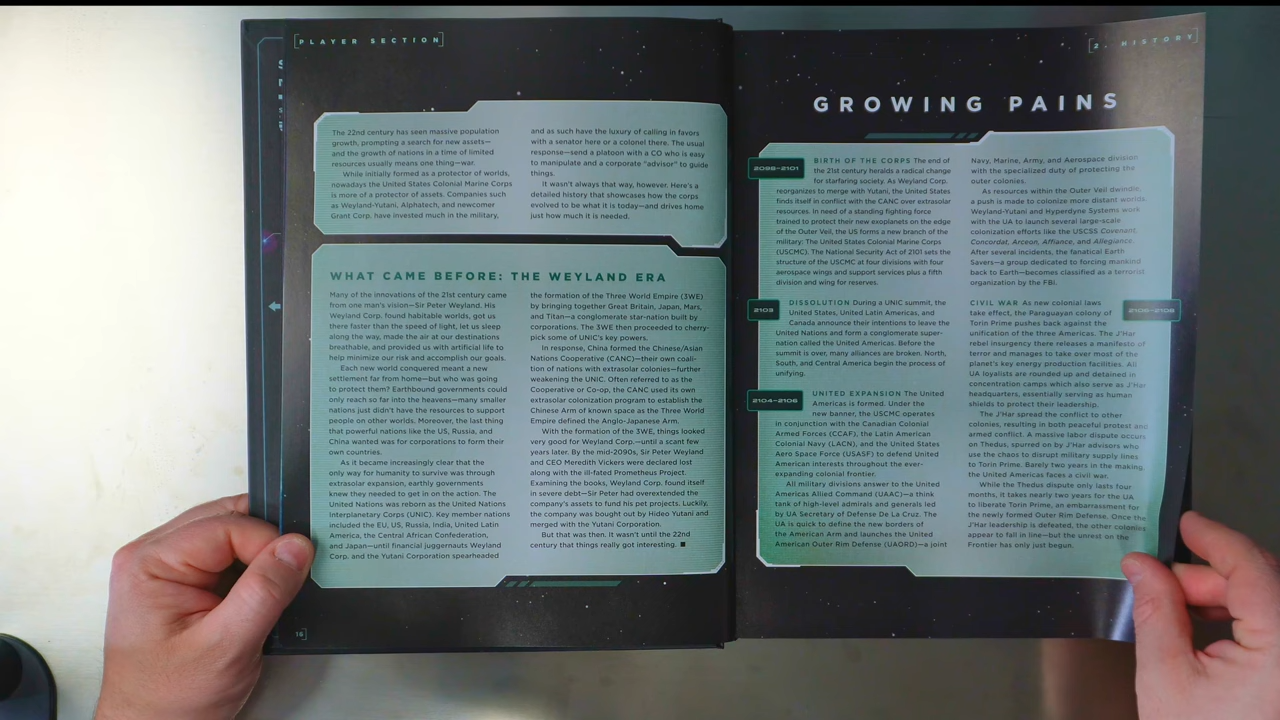 [PLAYER SECTION]
The 22nd century has seen massive population
growth, prompting a search for new assets—
and the growth of nations in a time of limited
resources usually means one thing—war.
While initially formed as a protector of worlds,
nowadays the United States Colonial Marine Corps
is more of a protector of assets. Companies such
as Weyland-Yutani, Alphatech, and newcomer
Grant Corp. have invested much in the military,
and as such have the luxury of calling in favors
with a senator here or a colonel there. The usual
response—send a platoon with a CO who is easy
to manipulate and a corporate "advisor" to guide
things.
It wasn't always that way, however. Here's a
detailed history that showcases how the corps
evolved to be what it is today—and drives home
just how much it is needed.
WHAT CAME BEFORE: THE WEYLAND ERA
Many of the innovations of the 21st century came
from one man's vision—Sir Peter Weyland. His
Weyland Corp. found habitable worlds, got us
there faster than the speed of light, let us sleep
along the way, made the air at our destinations
breathable, and provided us with artificial life to
help minimize our risk and accomplish our goals.
Each new world conquered meant a new
settlement far from home—but who was going
to protect them? Earthbound governments could
only reach so far into the heavens—many smaller
nations just didn't have the resources to support
people on other worlds. Moreover, the last thing
that powerful nations like the US, Russia, and
China wanted was for corporations to form their
own countries.
As it became increasingly clear that the
only way for humanity to survive was through
extrasolar expansion, earthly governments
knew they needed to get in on the action. The
United Nations was reborn as the United Nations
Interplanetary Corps (UNIC). Key member nations
included the EU, US, Russia, India, United Latin
America, the Central African Confederation,
and Japan—until financial juggernauts Weyland
Corp. and the Yutani Corporation spearheaded
the formation of the Three World Empire (3WE)
by bringing together Great Britain, Japan, Mars,
and Titan—a conglomerate star-nation built by
corporations. The 3WE then proceeded to cherry-
pick some of UNIC's key powers.
In response, China formed the Chinese/Asian
Nations Cooperative (CANC)—their own coali-
tion of nations with extrasolar colonies—further
weakening the UNIC. Often referred to as the
Cooperative or Co-op, the CANC used its own
extrasolar colonization program to establish the
Chinese Arm of known space as the Three World
Empire defined the Anglo-Japanese Arm.
With the formation of the 3WE, things looked
very good for Weyland Corp.—until a scant few
years later. By the mid-2090s, Sir Peter Weyland
and CEO Meredith Vickers were declared lost
along with the ill-fated Prometheus Project.
Examining the books, Weyland Corp. found itself
in severe debt—Sir Peter had overextended the
company's assets to fund his pet projects. Luckily,
the company was bought out by Hideo Yutani and
merged with the Yutani Corporation.
But that was then. It wasn't until the 22nd
century that things really got interesting. ■
16
[2. HISTORY]
GROWING PAINS
2098–2101
BIRTH OF THE CORPS The end of
the 21st century heralds a radical change
for starfaring society. As Weyland Corp.
reorganizes to merge with Yutani, the United States
finds itself in conflict with the CANC over extrasolar
resources. In need of a standing fighting force
trained to protect their new exoplanets on the edge
of the Outer Veil, the US forms a new branch of the
military: The United States Colonial Marine Corps
(USCMC). The National Security Act of 2101 sets the
structure of the USCMC at four divisions with four
aerospace wings and support services plus a fifth
division and wing for reserves.
2103
DISSOLUTION During a UNIC summit, the
United States, United Latin Americas, and
Canada announce their intentions to leave the
United Nations and form a conglomerate super-
nation called the United Americas. Before the
summit is over, many alliances are broken. North,
South, and Central America begin the process of
unifying.
2104–2106
UNITED EXPANSION The United
Americas is formed. Under the
new banner, the USCMC operates
in conjunction with the Canadian Colonial
Armed Forces (CCAF), the Latin American
Colonial Navy (LACN), and the United States
Aero Space Force (USASF) to defend United
American interests throughout the ever-
expanding colonial frontier.
All military divisions answer to the United
Americas Allied Command (UAAC)—a think
tank of high-level admirals and generals led
by UA Secretary of Defense De La Cruz. The
UA is quick to define the new borders of
the American Arm and launches the United
American Outer Rim Defense (UAORD)—a joint
Navy, Marine, Army, and Aerospace division
with the specialized duty of protecting the
outer colonies.
As resources within the Outer Veil dwindle,
a push is made to colonize more distant worlds.
Weyland-Yutani and Hyperdyne Systems work
with the UA to launch several large-scale
colonization efforts like the USCSS Covenant,
Concordat, Arceon, Affiance, and Allegiance.
After several incidents, the fanatical Earth
Savers—a group dedicated to forcing mankind
back to Earth—becomes classified as a terrorist
organization by the FBI.
CIVIL WAR As new colonial laws
take effect, the Paraguayan colony of
Torin Prime pushes back against the
unification of the three Americas. The J'Har
rebel insurgency there releases a manifesto of
terror and manages to take over most of the
planet's key energy production facilities. All
UA loyalists are rounded up and detained in
concentration camps which also serve as J'Har
headquarters, essentially serving as human
shields to protect their leadership.
The J'Har spread the conflict to other
colonies, resulting in both peaceful protest and
armed conflict. A massive labor dispute occurs
on Thedus, spurred on by J'Har advisors who
use the chaos to disrupt military supply lines
to Torin Prime. Barely two years in the making,
the United Americas faces a civil war.
While the Thedus dispute only lasts four
months, it takes nearly two years for the UA
to liberate Torin Prime, an embarrassment for
the newly formed Outer Rim Defense. Once the
J'Har leadership is defeated, the other colonies
appear to fall in line—but the unrest on the
Frontier has only just begun.